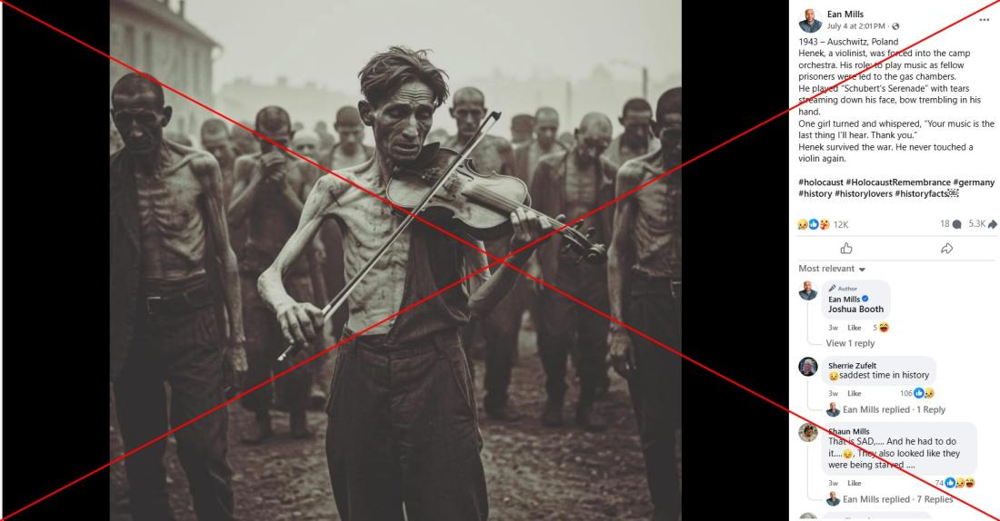 Ean Mills
July 4 at 2:01 PM ·
1943 – Auschwitz, Poland
Henek, a violinist, was forced into the camp
orchestra. His role: to play music as fellow
prisoners were led to the gas chambers.
He played "Schubert's Serenade" with tears
streaming down his face, bow trembling in his
hand.
One girl turned and whispered, "Your music is the
last thing I'll hear. Thank you."
Henek survived the war. He never touched a
violin again.
#holocaust #HolocaustRemembrance #germany
#history #historylovers #historyfacts
12K 18 5.3K
Most relevant
Author
Ean Mills
Joshua Booth
3w Like 5
View 1 reply
Sherrie Zufelt
saddest time in history
3w Like 106
Ean Mills replied · 1 Reply
Shaun Mills
That is SAD,.... And he had to do
it.... , They also looked like they
were being starved ....
3w Like 74
Ean Mills replied · 7 Replies